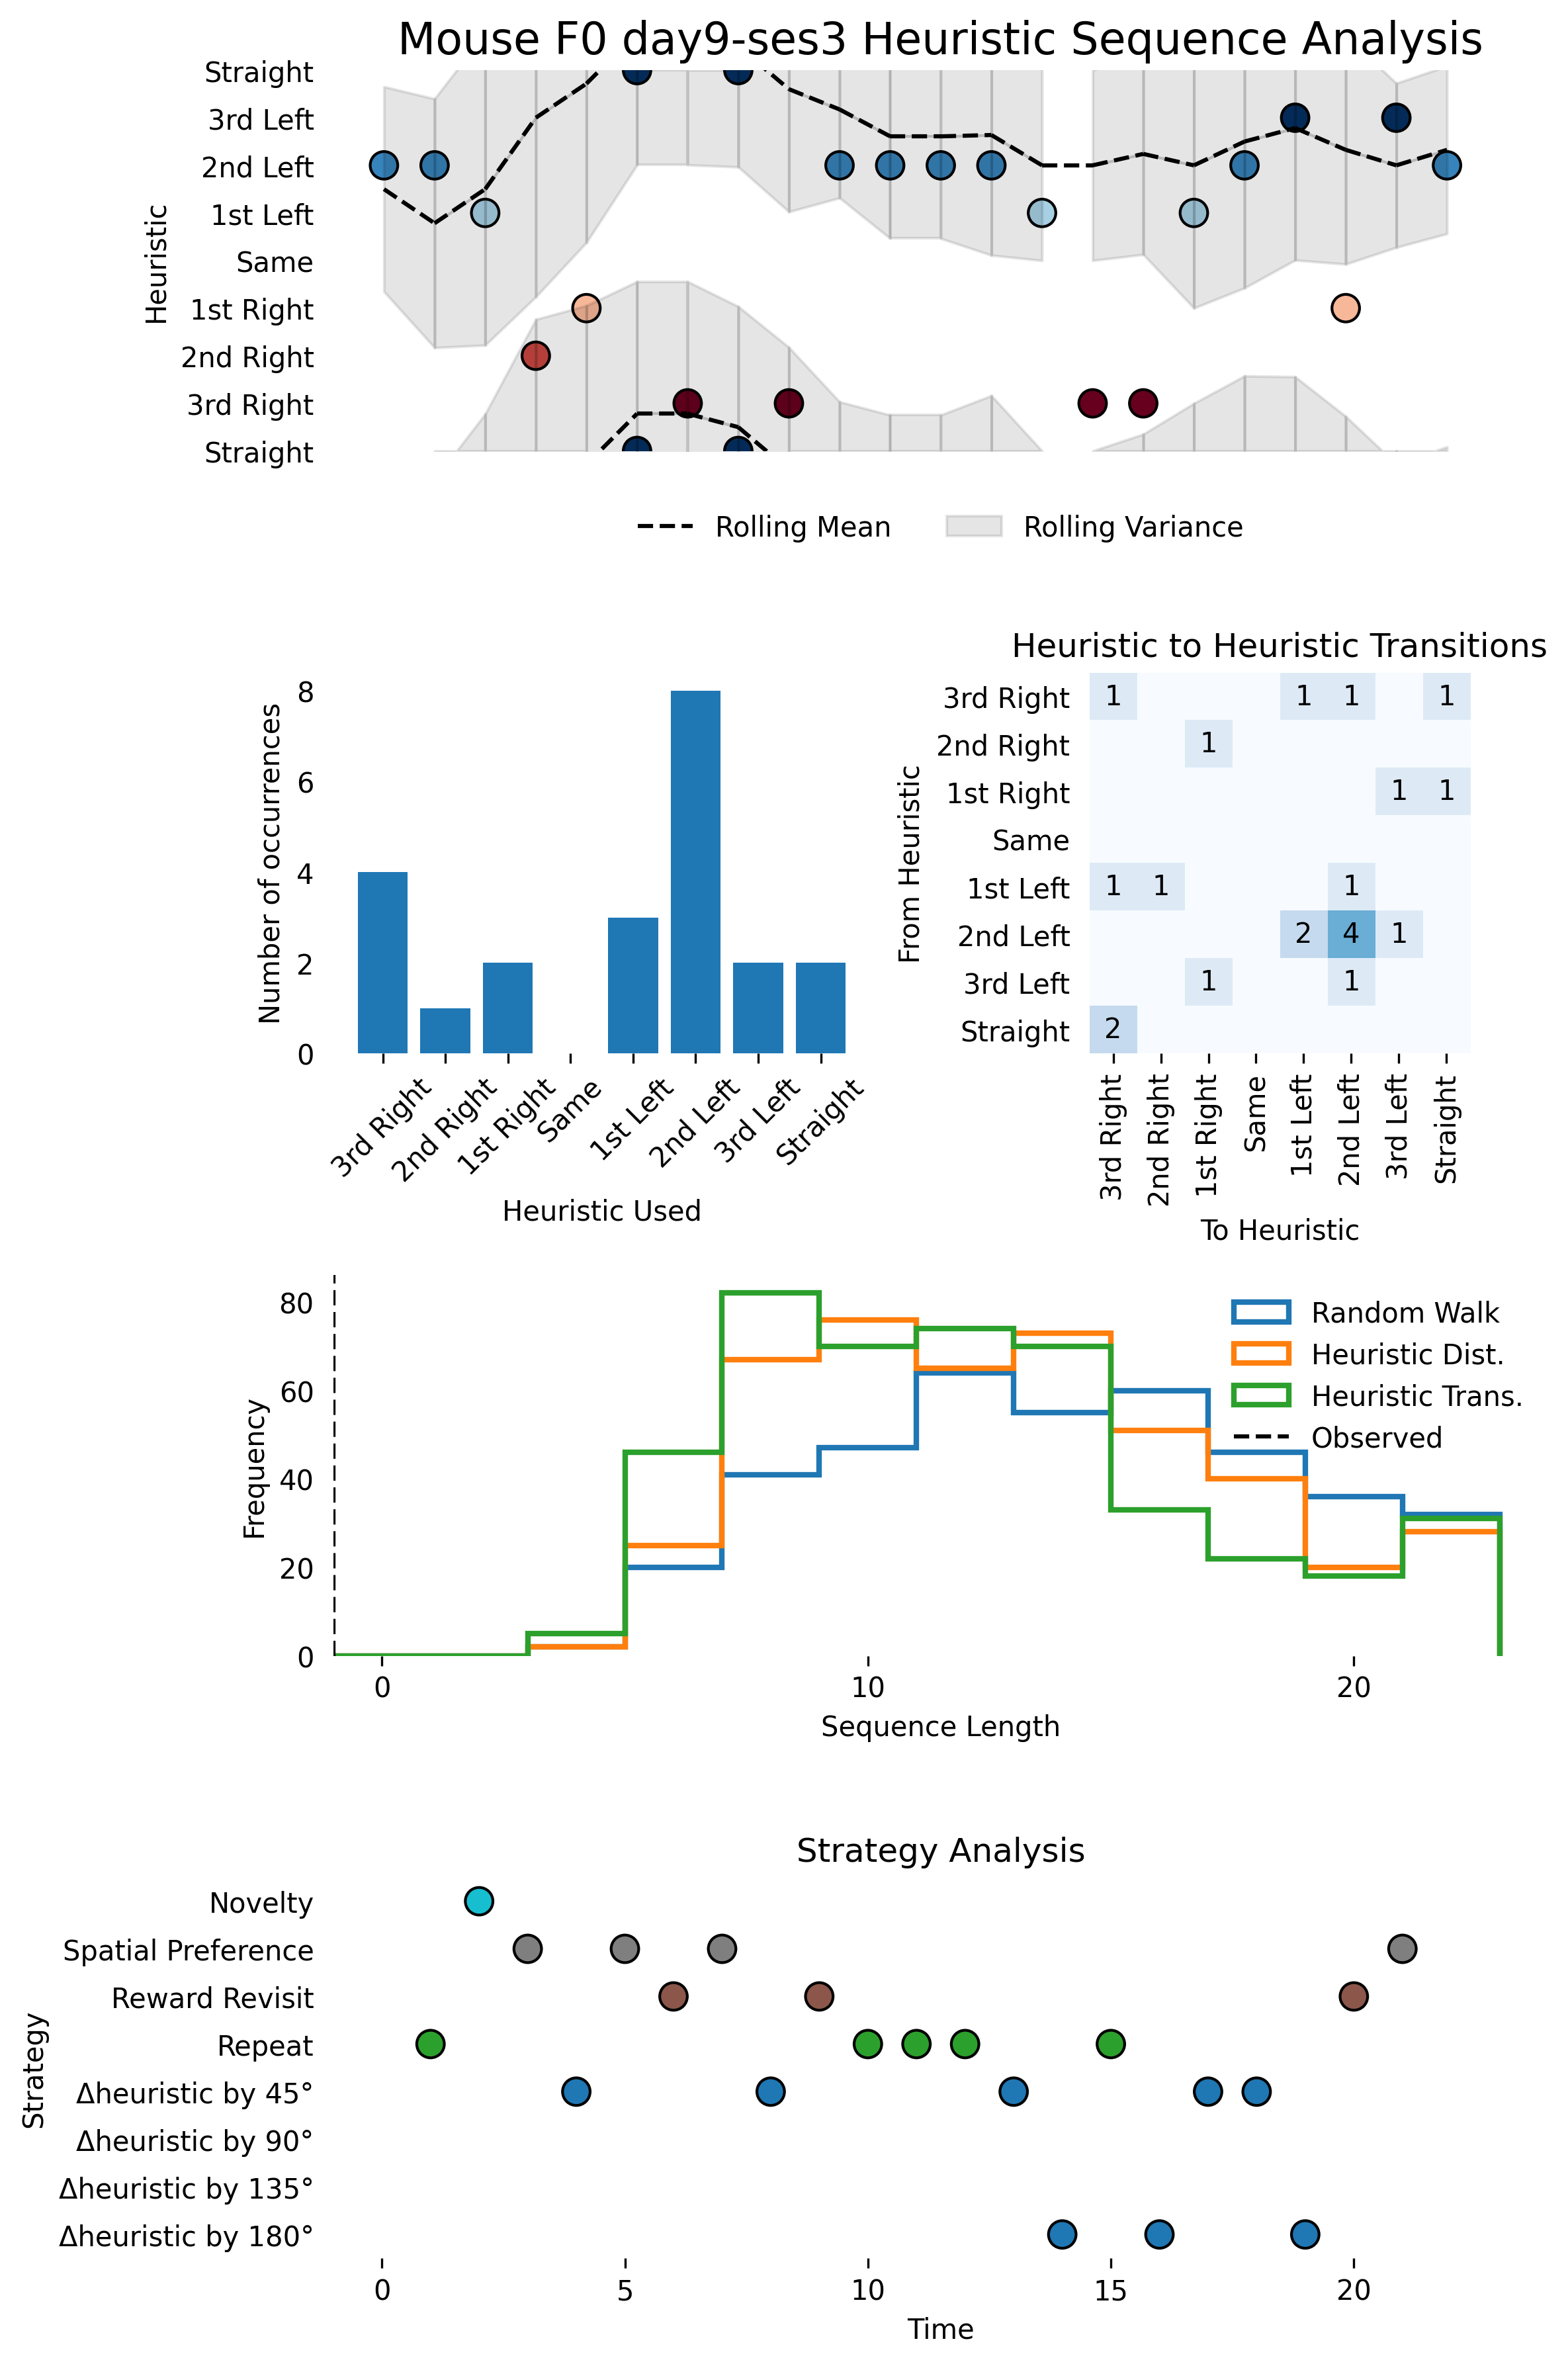 Mouse F0 day9-ses3 Heuristic Sequence Analysis
Heuristic
Straight
3rd Left
2nd Left
1st Left
Same
1st Right
2nd Right
3rd Right
Straight
Rolling Mean
Rolling Variance
Number of occurrences
8
6
4
2
0
3rd Right
2nd Right
1st Right
Same
1st Left
2nd Left
3rd Left
Straight
Heuristic Used
Heuristic to Heuristic Transitions
From Heuristic
3rd Right 1 1 1 1
2nd Right 1
1st Right 1 1
Same
1st Left 1 1 1
2nd Left 2 4 1
3rd Left 1 1
Straight 2
3rd Right
2nd Right
1st Right
Same
1st Left
2nd Left
3rd Left
Straight
To Heuristic
Frequency
80
60
40
20
0
0 10 20
Sequence Length
Random Walk
Heuristic Dist.
Heuristic Trans.
Observed
Strategy Analysis
Strategy
Novelty
Spatial Preference
Reward Revisit
Repeat
Δheuristic by 45°
Δheuristic by 90°
Δheuristic by 135°
Δheuristic by 180°
0 5 10 15 20
Time